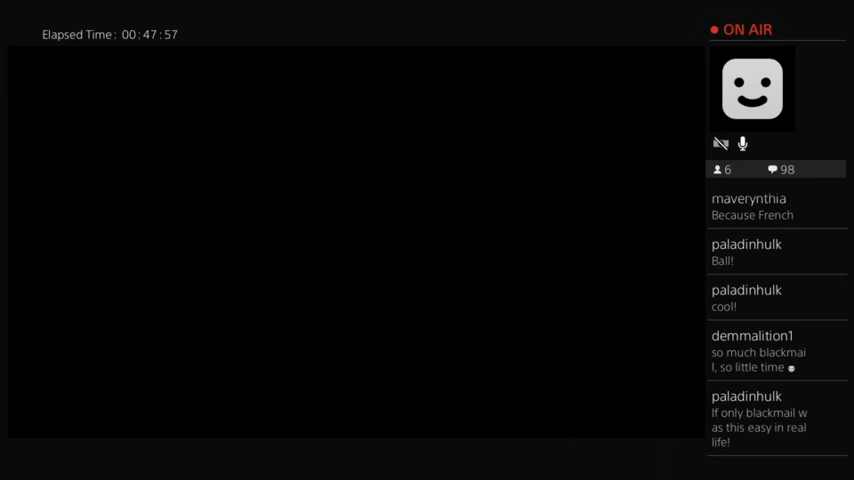 Elapsed Time: 00:47:57
ON AIR
6 98
maverynthia
Because French
paladinhulk
Ball!
paladinhulk
cool!
demmalition1
so much blackmai
l, so little time
paladinhulk
If only blackmail w
as this easy in real
life!